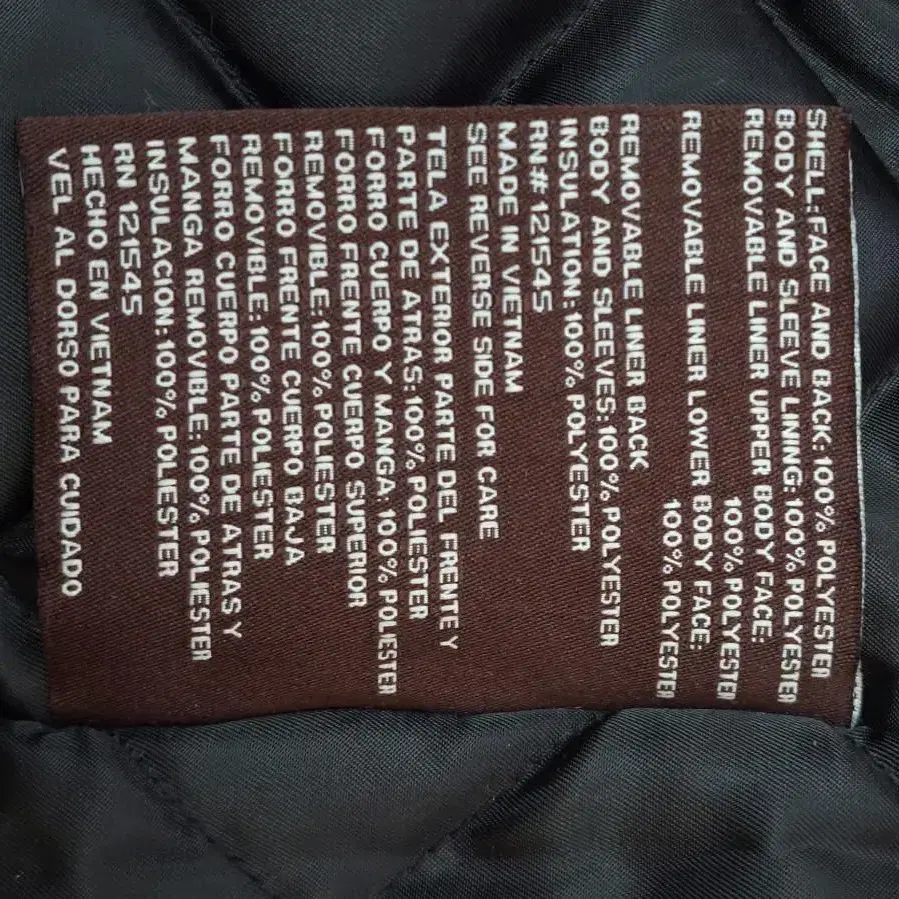 SHELL:FACE AND BACK:100% POLYESTER
BODY AND SLEEVE LINING:100% POLYESTER
REMOVABLE LINER UPPER BODY FACE:
100% POLYESTER
REMOVABLE LINER LOWER BODY FACE:
100% POLYESTER
REMOVABLE LINER BACK
BODY AND SLEEVES:100% POLYESTER
INSULATION:100% POLYESTER
RN# 121545
MADE IN VIETNAM
SEE REVERSE SIDE FOR CARE
TELA EXTERIOR PARTE DEL FRENTE Y
PARTE DE ATRAS:100% POLIESTER
FORRO CUERPO Y MANGA:100% POLIESTER
FORRO FRENTE CUERPO SUPERIOR
REMOVIBLE:100% POLIESTER
FORRO FRENTE CUERPO BAJA
REMOVIBLE:100% POLIESTER
FORRO CUERPO PARTE DE ATRAS Y
MANGA REMOVIBLE:100% POLIESTER
INSULACION:100% POLIESTER
RN 121545
HECHO EN VIETNAM
VEL AL DORSO PARA CUIDADO